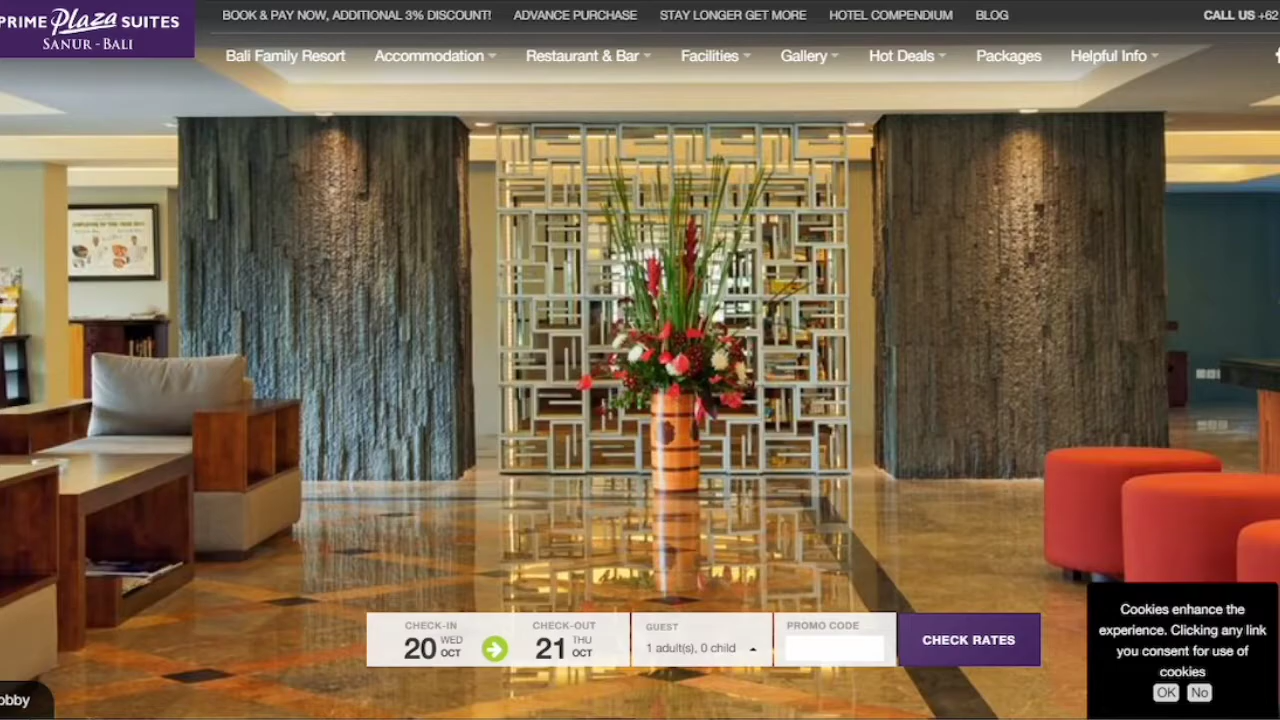 PRIME Plaza SUITES
SANUR - BALI
BOOK & PAY NOW, ADDITIONAL 3% DISCOUNT! ADVANCE PURCHASE STAY LONGER GET MORE HOTEL COMPENDIUM BLOG CALL US +62
Bali Family Resort Accommodation Restaurant & Bar Facilities Gallery Hot Deals Packages Helpful Info
CHECK-IN
20 WED OCT
CHECK-OUT
21 THU OCT
GUEST
1 adult(s), 0 child
PROMO CODE
CHECK RATES
Cookies enhance the
experience. Clicking any link
you consent for use of
cookies
OK No
obby